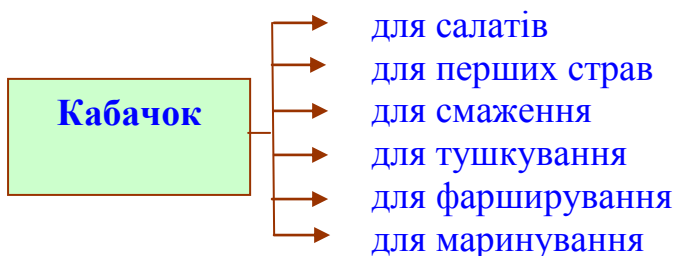 Кабачок
для салатів
для перших страв
для смаження
для тушкування
для фарширування
для маринування